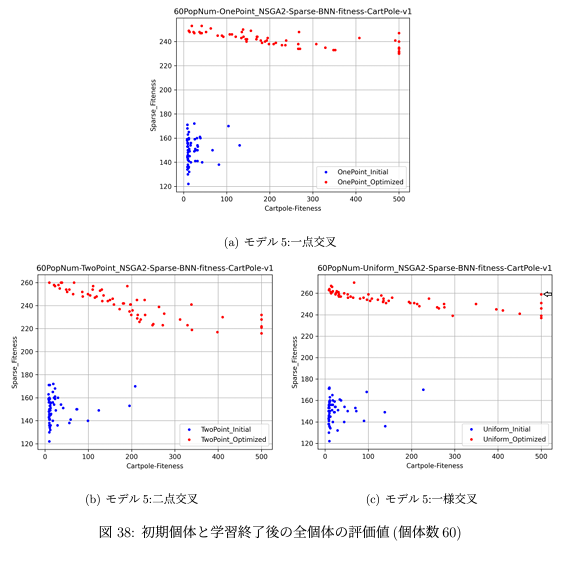 60PopNum-OnePoint_NSGA2-Sparse-BNN-fitness-CartPole-v1
Sparse_Fiteness
240
220
200
180
160
140
120
0 100 200 300 400 500
Cartpole-Fiteness
OnePoint_Initial
OnePoint_Optimized
(a) モデル 5:一点交叉
60PopNum-TwoPoint_NSGA2-Sparse-BNN-fitness-CartPole-v1
Sparse_Fiteness
260
240
220
200
180
160
140
120
0 100 200 300 400 500
Cartpole-Fiteness
TwoPoint_Initial
TwoPoint_Optimized
(b) モデル 5:二点交叉
60PopNum-Uniform_NSGA2-Sparse-BNN-fitness-CartPole-v1
Sparse_Fiteness
260
240
220
200
180
160
140
120
0 100 200 300 400 500
Cartpole-Fiteness
Uniform_Initial
Uniform_Optimized
(c) モデル 5:一様交叉
図 38: 初期個体と学習終了後の全個体の評価値 (個体数 60)